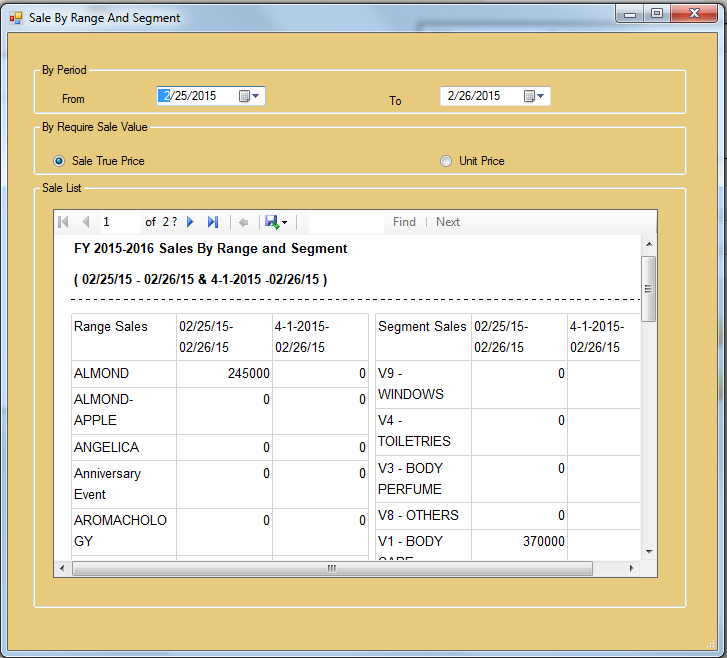 Sale By Range And Segment
By Period
From
2/25/2015
To
2/26/2015
By Require Sale Value
Sale True Price
Unit Price
Sale List
1 of 2 ? Find | Next
FY 2015-2016 Sales By Range and Segment
( 02/25/15 - 02/26/15 & 4-1-2015 -02/26/15 )
Range Sales 02/25/15- 4-1-2015-
02/26/15 02/26/15
ALMOND 245000 0
ALMOND- 0 0
APPLE
ANGELICA 0 0
Anniversary 0 0
Event
AROMACHOLO 0 0
GY
Segment Sales 02/25/15- 4-1-2015-
02/26/15 02/26/15
V9 - 0
WINDOWS
V4 - 0
TOILETRIES
V3 - BODY 0
PERFUME
V8 - OTHERS 0
V1 - BODY 370000
CARE